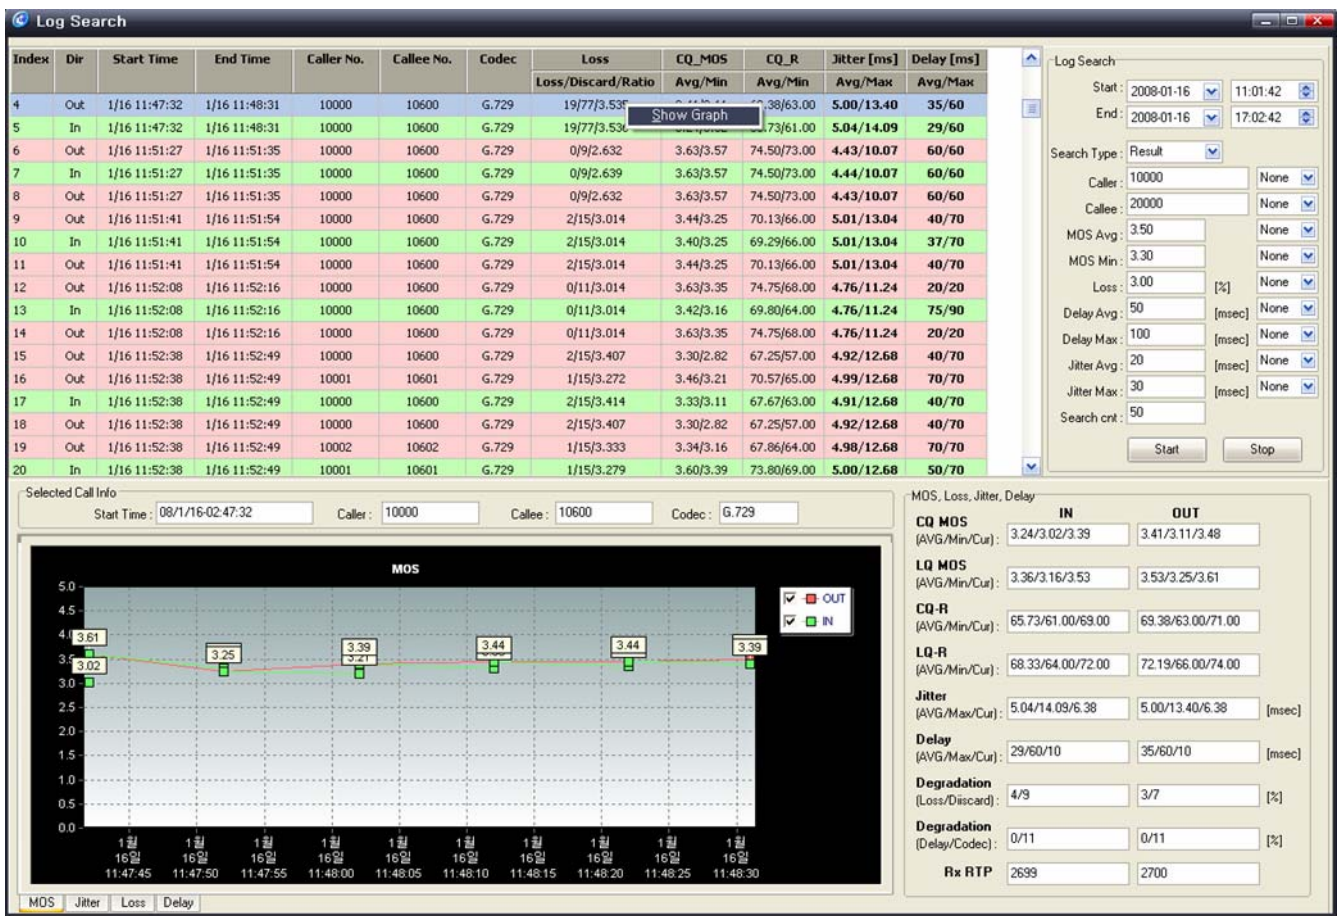 Log Search
Index Dir Start Time End Time Caller No. Callee No. Codec Loss CQ_MOS CQ_R Jitter [ms] Delay [ms]
Loss/Discard/Ratio Avg/Min Avg/Min Avg/Max Avg/Max
4 Out 1/16 11:47:32 1/16 11:48:31 10000 10600 G.729 5.00/13.40 35/60
Show Graph
5 In 1/16 11:47:32 1/16 11:48:31 10000 10600 G.729 5.04/14.09 29/60
6 Out 1/16 11:51:27 1/16 11:51:35 10000 10600 G.729 0/9/2.632 3.63/3.57 74.50/73.00 4.43/10.07 60/60
7 In 1/16 11:51:27 1/16 11:51:35 10000 10600 G.729 0/9/2.639 3.63/3.57 74.50/73.00 4.44/10.07 60/60
8 Out 1/16 11:51:27 1/16 11:51:35 10000 10600 G.729 0/9/2.632 3.63/3.57 74.50/73.00 4.43/10.07 60/60
9 Out 1/16 11:51:41 1/16 11:51:54 10000 10600 G.729 2/15/3.014 3.44/3.25 70.13/66.00 5.01/13.04 40/70
10 In 1/16 11:51:41 1/16 11:51:54 10000 10600 G.729 2/15/3.014 3.40/3.25 69.29/66.00 5.01/13.04 37/70
11 Out 1/16 11:51:41 1/16 11:51:54 10000 10600 G.729 2/15/3.014 3.44/3.25 70.13/66.00 5.01/13.04 40/70
12 Out 1/16 11:52:08 1/16 11:52:16 10000 10600 G.729 0/11/3.014 3.63/3.35 74.75/68.00 4.76/11.24 20/20
13 In 1/16 11:52:08 1/16 11:52:16 10000 10600 G.729 0/11/3.014 3.42/3.16 69.80/64.00 4.76/11.24 75/90
14 Out 1/16 11:52:08 1/16 11:52:16 10000 10600 G.729 0/11/3.014 3.63/3.35 74.75/68.00 4.76/11.24 20/20
15 Out 1/16 11:52:38 1/16 11:52:49 10000 10600 G.729 2/15/3.407 3.30/2.82 67.25/57.00 4.92/12.68 40/70
16 Out 1/16 11:52:38 1/16 11:52:49 10001 10601 G.729 1/15/3.272 3.46/3.21 70.57/65.00 4.99/12.68 70/70
17 In 1/16 11:52:38 1/16 11:52:49 10000 10600 G.729 2/15/3.414 3.33/3.11 67.67/63.00 4.91/12.68 40/70
18 Out 1/16 11:52:38 1/16 11:52:49 10000 10600 G.729 2/15/3.407 3.30/2.82 67.25/57.00 4.92/12.68 40/70
19 Out 1/16 11:52:38 1/16 11:52:49 10002 10602 G.729 1/15/3.333 3.34/3.16 67.86/64.00 4.98/12.68 70/70
20 In 1/16 11:52:38 1/16 11:52:49 10001 10601 G.729 1/15/3.279 3.60/3.39 73.80/69.00 5.00/12.68 50/70
Log Search
Start : 2008-01-16 11:01:42
End : 2008-01-16 17:02:42
Search Type : Result
Caller : 10000 None
Callee : 20000 None
MOS Avg : 3.50 None
MOS Min : 3.30 None
Loss : 3.00 [%] None
Delay Avg : 50 [msec] None
Delay Max : 100 [msec] None
Jitter Avg : 20 [msec] None
Jitter Max : 30 [msec] None
Search cnt : 50
Start Stop
Selected Call Info
Start Time : 08/1/16-02:47:32 Caller : 10000 Callee : 10600 Codec : G.729
MOS
OUT
IN
5.0
4.5
4.0
3.5
3.0
2.5
2.0
1.5
1.0
0.5
0.0
3.61
3.02
3.25
3.39
3.44
3.44
3.39
1월 1월 1월 1월 1월 1월 1월 1월 1월 1월
16일 16일 16일 16일 16일 16일 16일 16일 16일 16일
11:47:45 11:47:50 11:47:55 11:48:00 11:48:05 11:48:10 11:48:15 11:48:20 11:48:25 11:48:30
MOS Jitter Loss Delay
MOS, Loss, Jitter, Delay
IN OUT
CQ MOS
(AVG/Min/Cur) : 3.24/3.02/3.39 3.41/3.11/3.48
LQ MOS
(AVG/Min/Cur) : 3.36/3.16/3.53 3.53/3.25/3.61
CQ-R
(AVG/Min/Cur) : 65.73/61.00/69.00 69.38/63.00/71.00
LQ-R
(AVG/Min/Cur) : 68.33/64.00/72.00 72.19/66.00/74.00
Jitter
(AVG/Max/Cur) : 5.04/14.09/6.38 5.00/13.40/6.38 [msec]
Delay
(AVG/Max/Cur) : 29/60/10 35/60/10 [msec]
Degradation
(Loss/Diiscard) : 4/9 3/7 [%]
Degradation
(Delay/Codec) : 0/11 0/11 [%]
Rx RTP 2699 2700